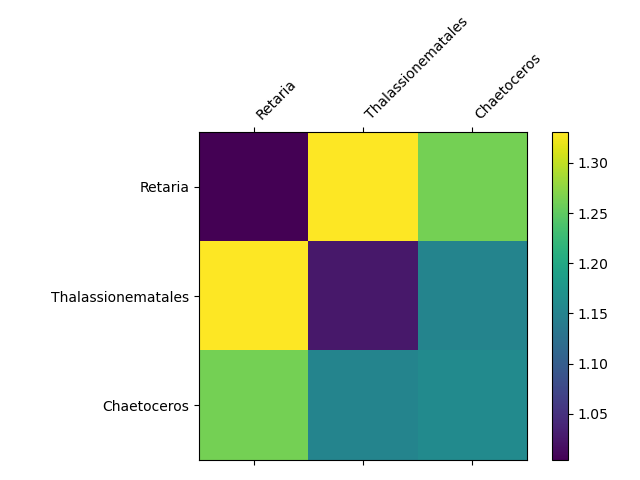 Retaria
Thalassionematales
Chaetoceros
Retaria
Thalassionematales
Chaetoceros
1.30
1.25
1.20
1.15
1.10
1.05